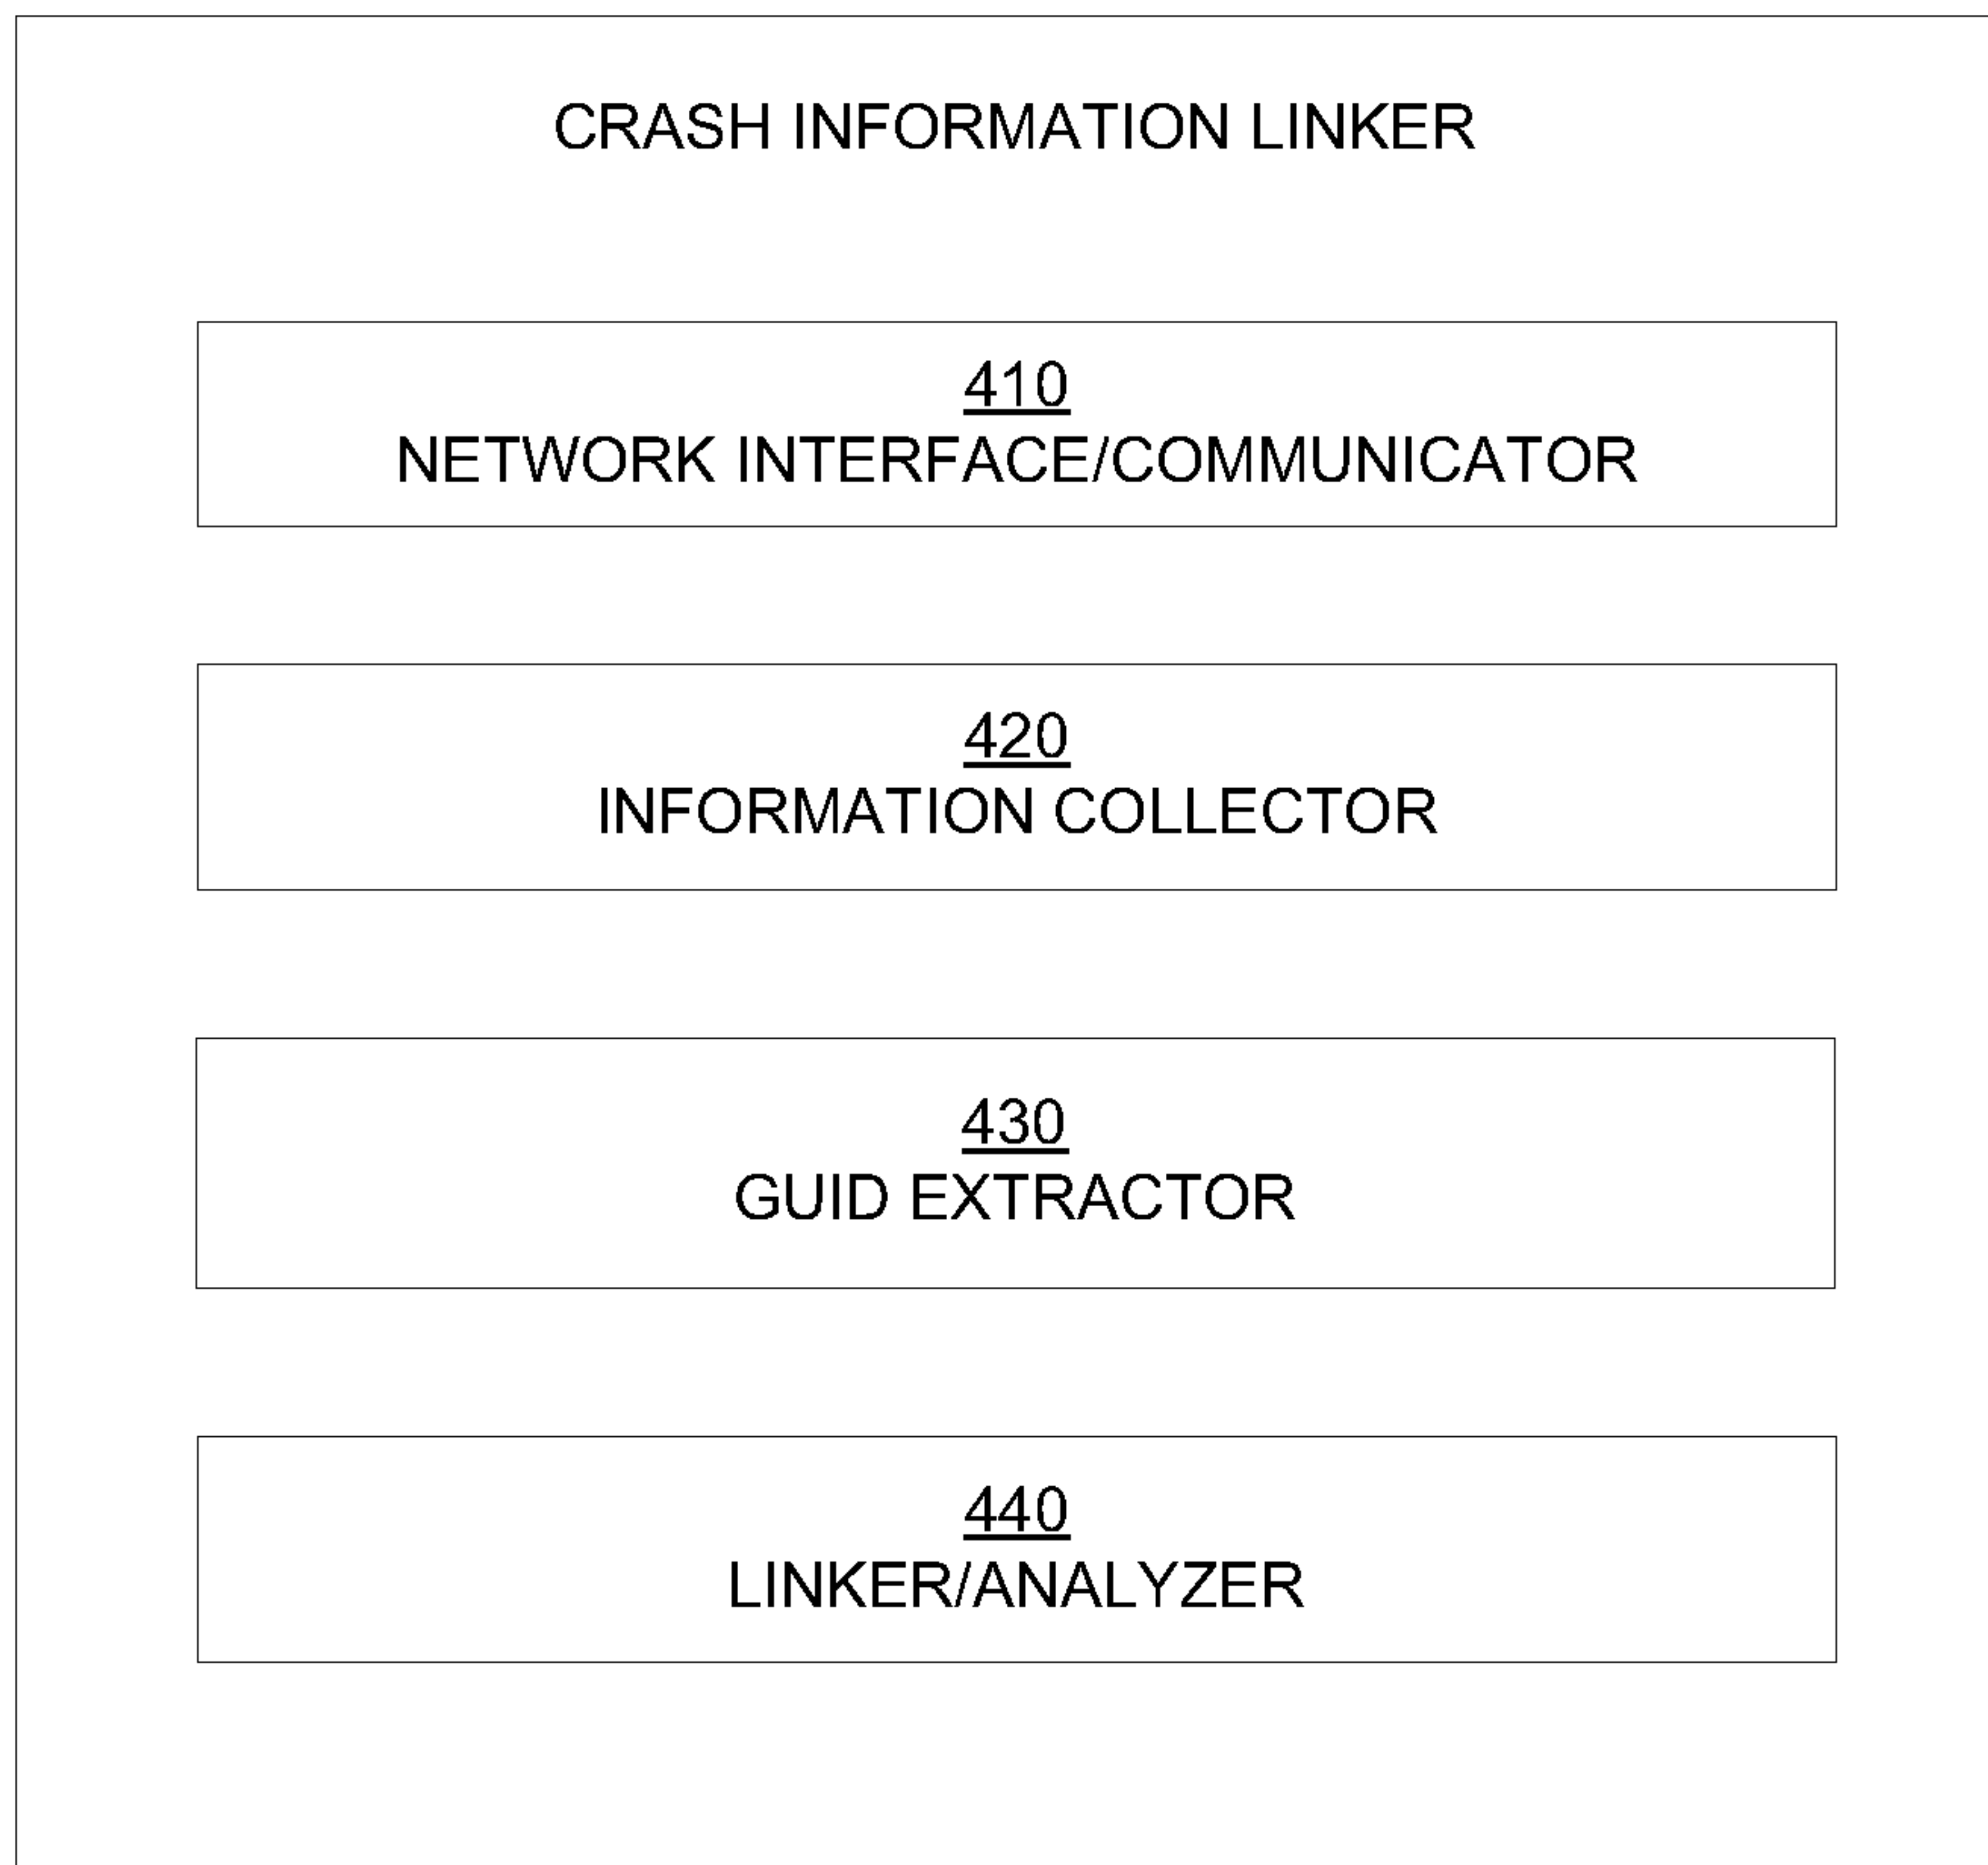 CRASH INFORMATION LINKER
410
NETWORK INTERFACE/COMMUNICATOR
420
INFORMATION COLLECTOR
430
GUID EXTRACTOR
440
LINKER/ANALYZER